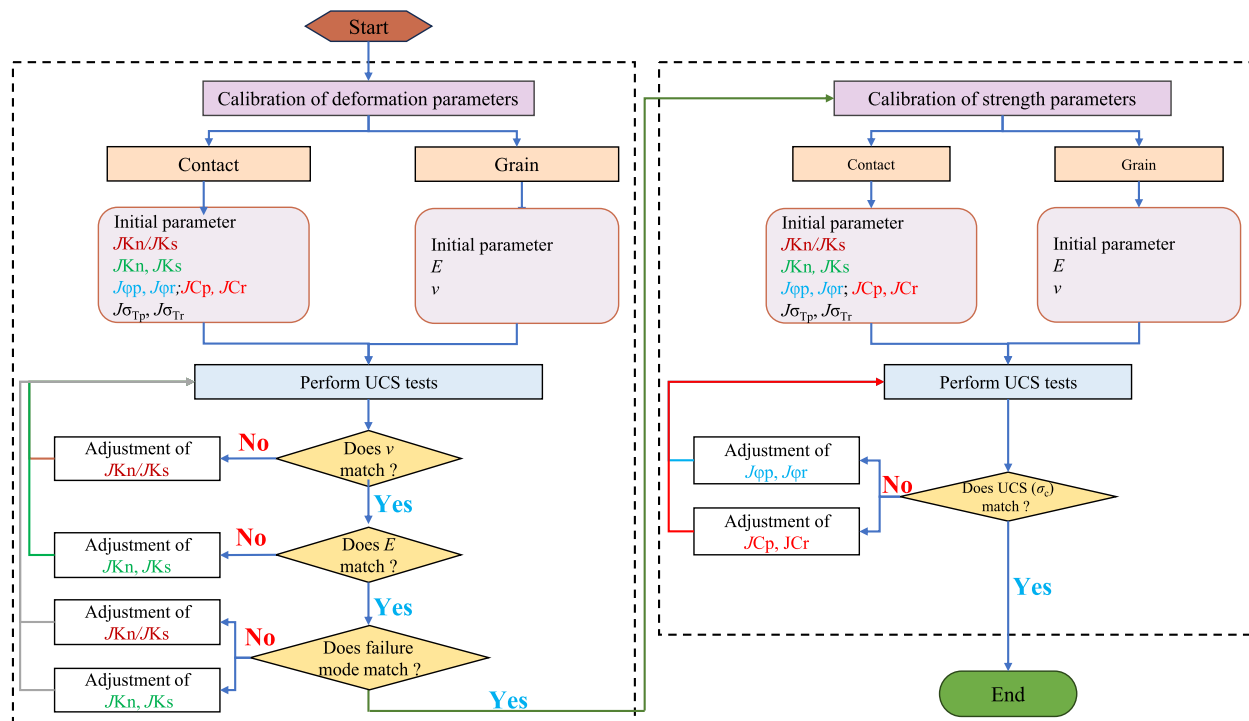 Start
Calibration of deformation parameters
Contact
Grain
Initial parameter
JKn/JKs
JKn, JKs
Jφp, Jφr;JCp, JCr
JσTp, JσTr
Initial parameter
E
v
Perform UCS tests
Does v
match ?
No
Adjustment of
JKn/JKs
Yes
Does E
match ?
No
Adjustment of
JKn, JKs
Yes
Does failure
mode match ?
No
Adjustment of
JKn/JKs
Adjustment of
JKn, JKs
Yes
Calibration of strength parameters
Contact
Grain
Initial parameter
JKn/JKs
JKn, JKs
Jφp, Jφr; JCp, JCr
JσTp, JσTr
Initial parameter
E
v
Perform UCS tests
Does UCS (σc)
match ?
No
Adjustment of
Jφp, Jφr
Adjustment of
JCp, JCr
Yes
End